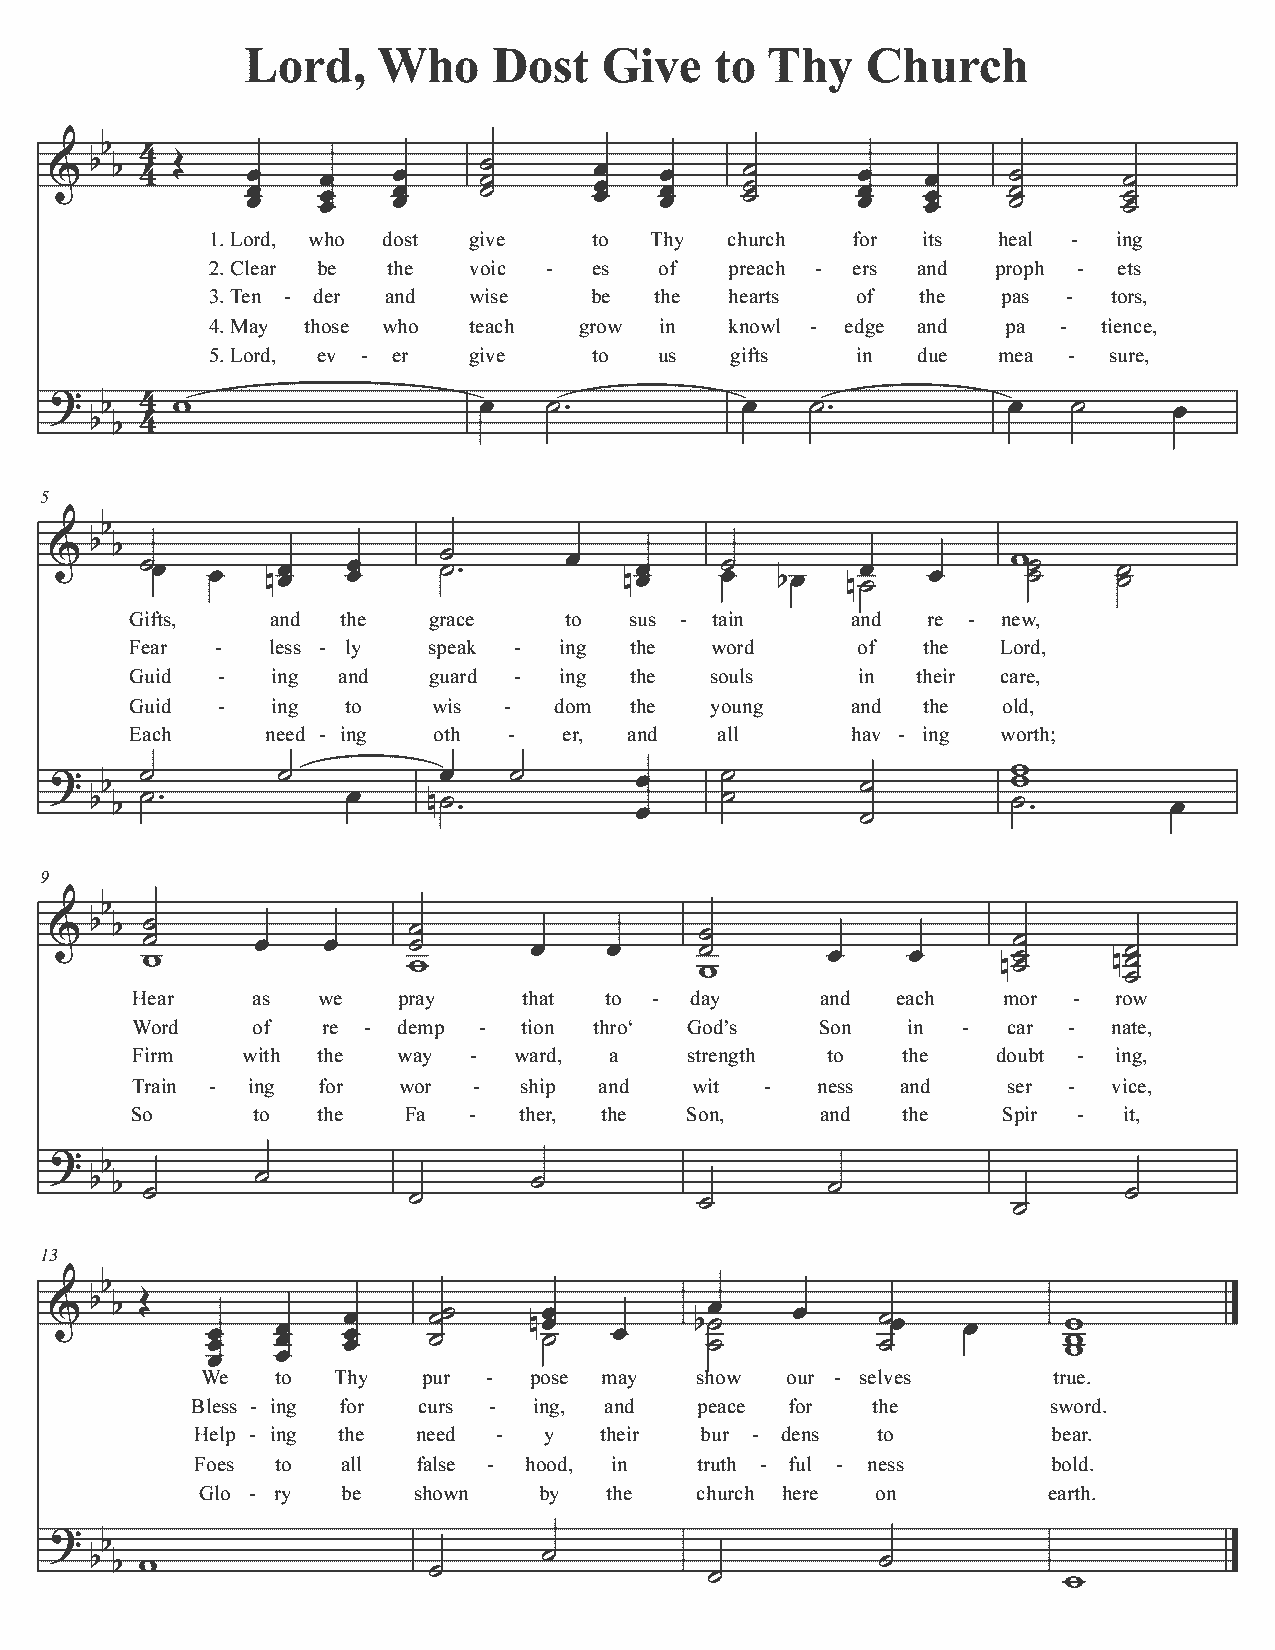 Lord, Who Dost Give to Thy Church
1. Lord, who dost give to Thy church for its heal - ing
2. Clear be the voic - es of preach - ers and proph - ets
3. Ten - der and wise be the hearts of the pas - tors,
4. May those who teach grow in knowl - edge and pa - tience,
5. Lord, ev - er give to us gifts in due mea - sure,
5
Gifts, and the grace to sus - tain and re - new,
Fear - less - ly speak - ing the word of the Lord,
Guid - ing and guard - ing the souls in their care,
Guid - ing to wis - dom the young and the old,
Each need - ing oth - er, and all hav - ing worth;
9
Hear as we pray that to - day and each mor - row
Word of re - demp - tion thro‘ God’s Son in - car - nate,
Firm with the way - ward, a strength to the doubt - ing,
Train - ing for wor - ship and wit - ness and ser - vice,
So to the Fa - ther, the Son, and the Spir - it,
13
We to Thy pur - pose may show our - selves true.
Bless - ing for curs - ing, and peace for the sword.
Help - ing the need - y their bur - dens to bear.
Foes to all false - hood, in truth - ful - ness bold.
Glo - ry be shown by the church here on earth.